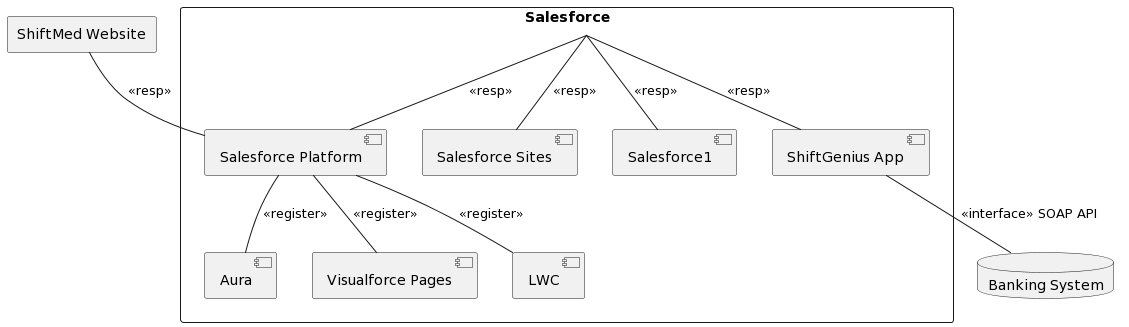 Salesforce
ShiftMed Website
«resp»
«resp»
«resp»
«resp»
«resp»
Salesforce Platform
Salesforce Sites
Salesforce1
ShiftGenius App
«register»
«register»
«register»
«interface» SOAP API
Aura
Visualforce Pages
LWC
Banking System